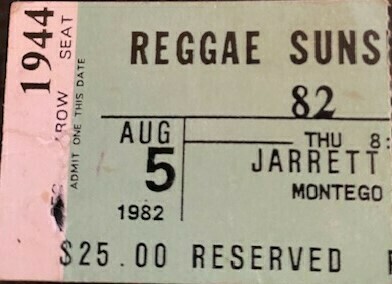 1944
ROW SEAT
ADMIT ONE THIS DATE
REGGAE SUNS
82
AUG
5
1982
THU 8:
JARRETT
MONTEGO
$25.00 RESERVED